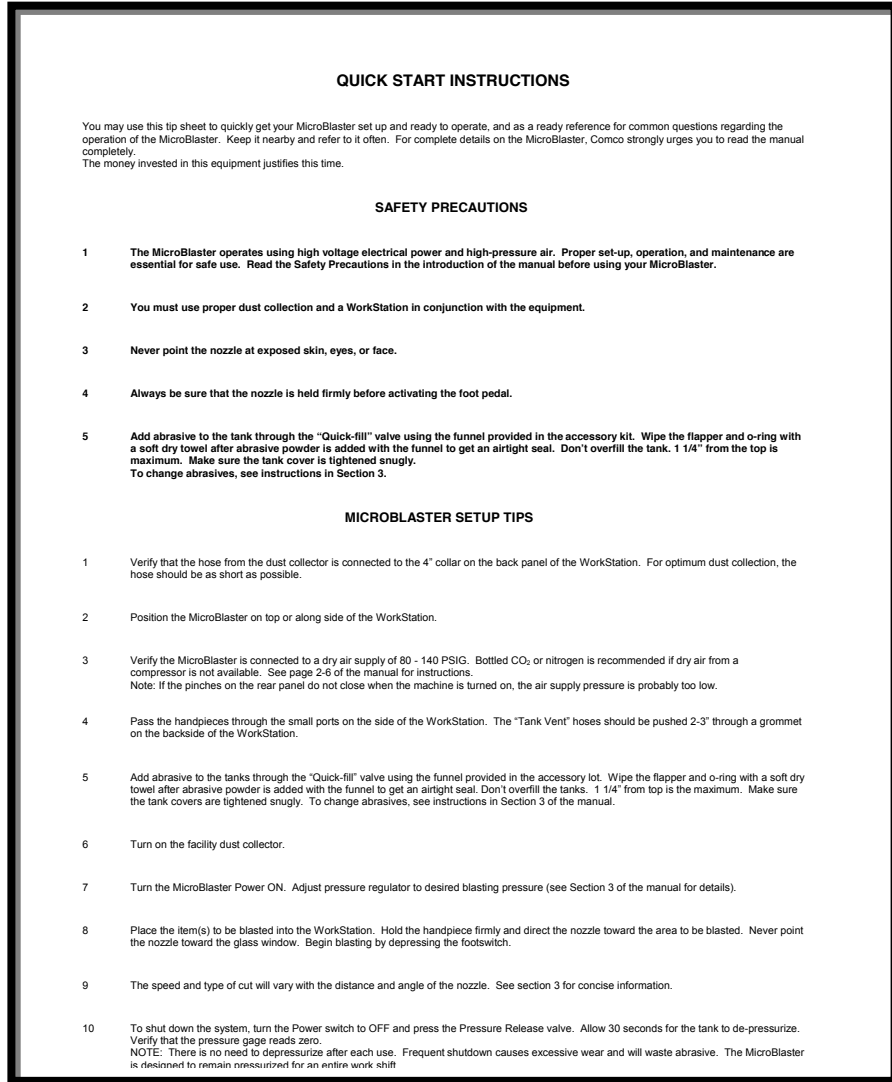 QUICK START INSTRUCTIONS
You may use this tip sheet to quickly get your MicroBlaster set up and ready to operate, and as a ready reference for common questions regarding the
operation of the MicroBlaster.  Keep it nearby and refer to it often.  For complete details on the MicroBlaster, Comco strongly urges you to read the manual
completely.
The money invested in this equipment justifies this time.
SAFETY PRECAUTIONS
1 The MicroBlaster operates using high voltage electrical power and high-pressure air.  Proper set-up, operation, and maintenance are
essential for safe use.  Read the Safety Precautions in the introduction of the manual before using your MicroBlaster.
2 You must use proper dust collection and a WorkStation in conjunction with the equipment.
3 Never point the nozzle at exposed skin, eyes, or face.
4 Always be sure that the nozzle is held firmly before activating the foot pedal.
5 Add abrasive to the tank through the “Quick-fill” valve using the funnel provided in the accessory kit.  Wipe the flapper and o-ring with
a soft dry towel after abrasive powder is added with the funnel to get an airtight seal.  Don’t overfill the tank. 1 1/4” from the top is
maximum.  Make sure the tank cover is tightened snugly.
To change abrasives, see instructions in Section 3.
MICROBLASTER SETUP TIPS
1 Verify that the hose from the dust collector is connected to the 4” collar on the back panel of the WorkStation.  For optimum dust collection, the
hose should be as short as possible.
2 Position the MicroBlaster on top or along side of the WorkStation.
3 Verify the MicroBlaster is connected to a dry air supply of 80 - 140 PSIG.  Bottled CO₂ or nitrogen is recommended if dry air from a
compressor is not available.  See page 2-6 of the manual for instructions.
Note: If the pinches on the rear panel do not close when the machine is turned on, the air supply pressure is probably too low.
4 Pass the handpieces through the small ports on the side of the WorkStation.  The “Tank Vent” hoses should be pushed 2-3” through a grommet
on the backside of the WorkStation.
5 Add abrasive to the tanks through the “Quick-fill” valve using the funnel provided in the accessory lot.  Wipe the flapper and o-ring with a soft dry
towel after abrasive powder is added with the funnel to get an airtight seal. Don’t overfill the tanks.  1 1/4” from top is the maximum.  Make sure
the tank covers are tightened snugly.  To change abrasives, see instructions in Section 3 of the manual.
6 Turn on the facility dust collector.
7 Turn the MicroBlaster Power ON.  Adjust pressure regulator to desired blasting pressure (see Section 3 of the manual for details).
8 Place the item(s) to be blasted into the WorkStation.  Hold the handpiece firmly and direct the nozzle toward the area to be blasted.  Never point
the nozzle toward the glass window.  Begin blasting by depressing the footswitch.
9 The speed and type of cut will vary with the distance and angle of the nozzle.  See section 3 for concise information.
10 To shut down the system, turn the Power switch to OFF and press the Pressure Release valve.  Allow 30 seconds for the tank to de-pressurize.
Verify that the pressure gage reads zero.
NOTE:  There is no need to depressurize after each use.  Frequent shutdown causes excessive wear and will waste abrasive.  The MicroBlaster
is designed to remain pressurized for an entire work shift